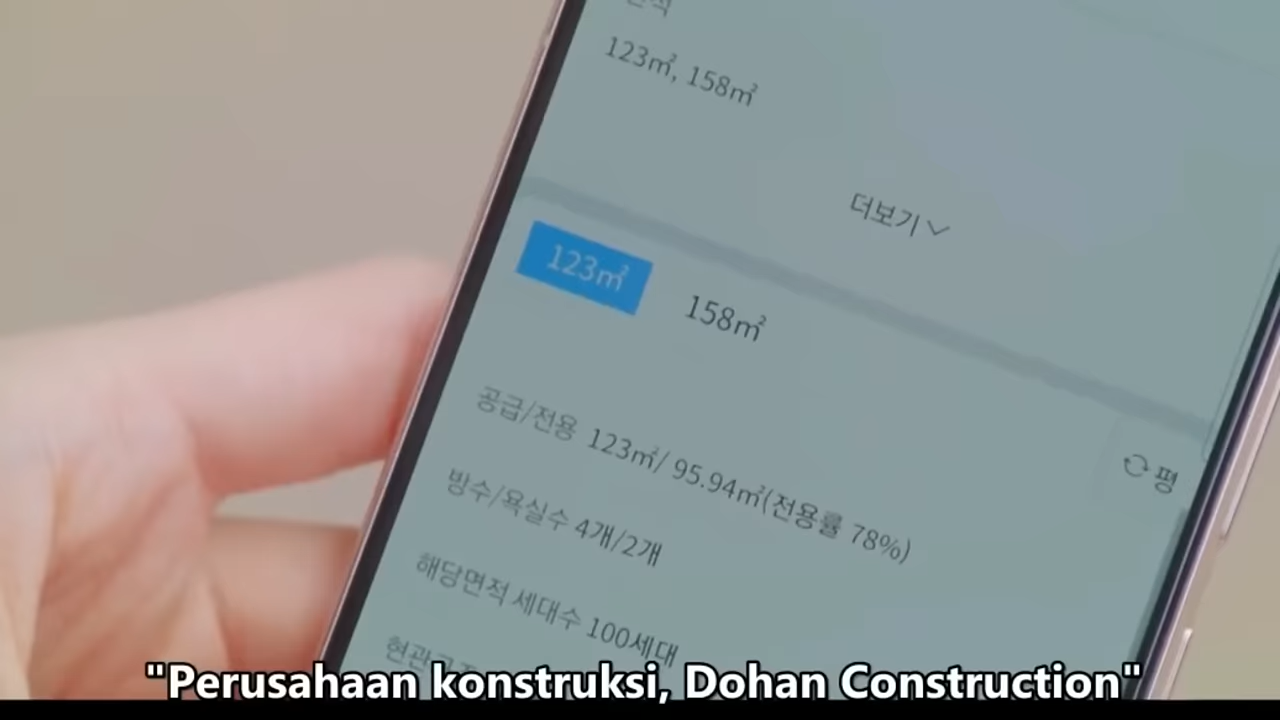 123㎡, 158㎡
더보기
123㎡ 158㎡
평
공급/전용 123㎡/ 95.94㎡(전용률 78%)
방수/욕실수 4개/2개
해당면적 세대수 100세대
"Perusahaan konstruksi, Dohan Construction"